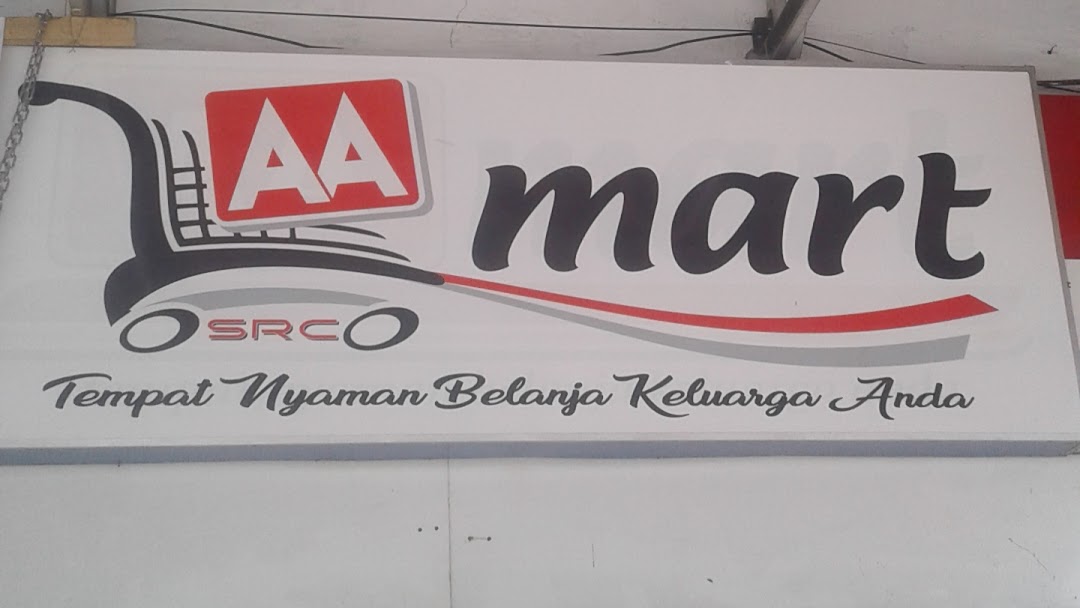 AA mart
SRC
Tempat Nyaman Belanja Keluarga Anda